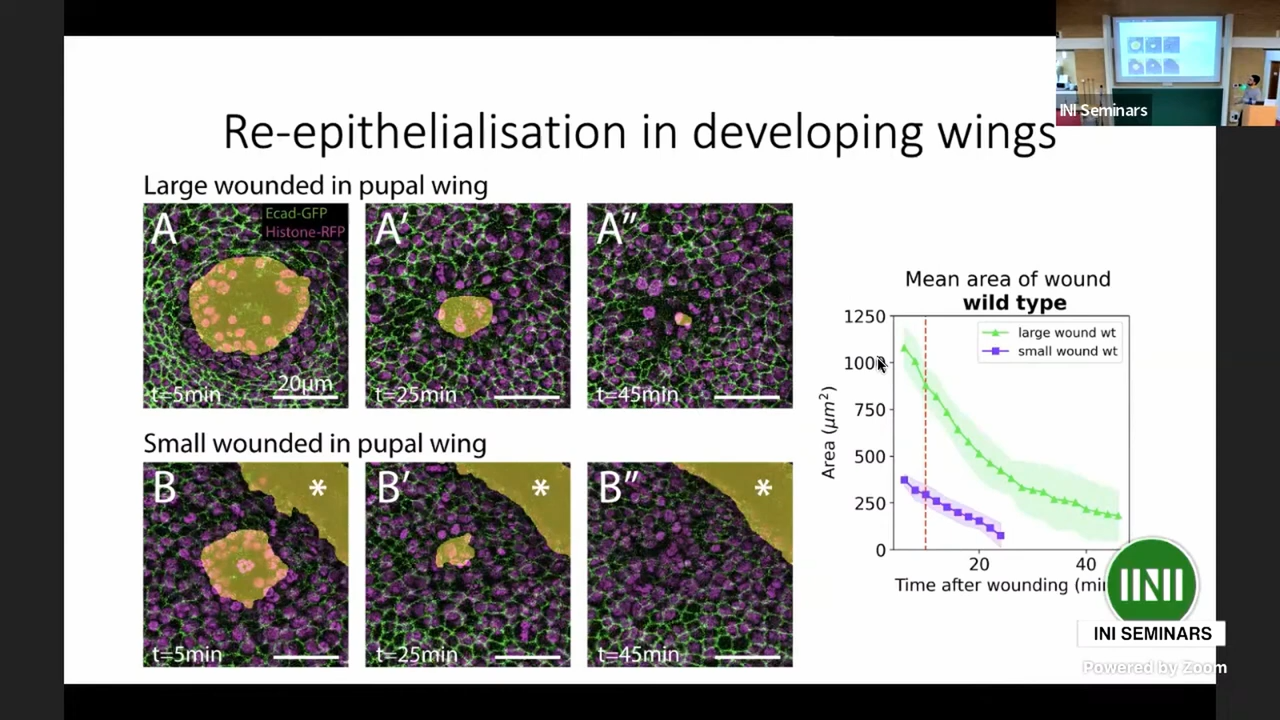 INI Seminars
Re-epithelialisation in developing wings
Large wounded in pupal wing
A
Ecad-GFP
Histone-RFP
t=5min
20μm
A′
t=25min
A″
t=45min
Small wounded in pupal wing
B
*
t=5min
B′
*
t=25min
B″
*
t=45min
Mean area of wound
wild type
large wound wt
small wound wt
1250
1000
750
500
250
0
Area (μm²)
20
40
Time after wounding (min
INI
INI SEMINARS
Powered by Zoom